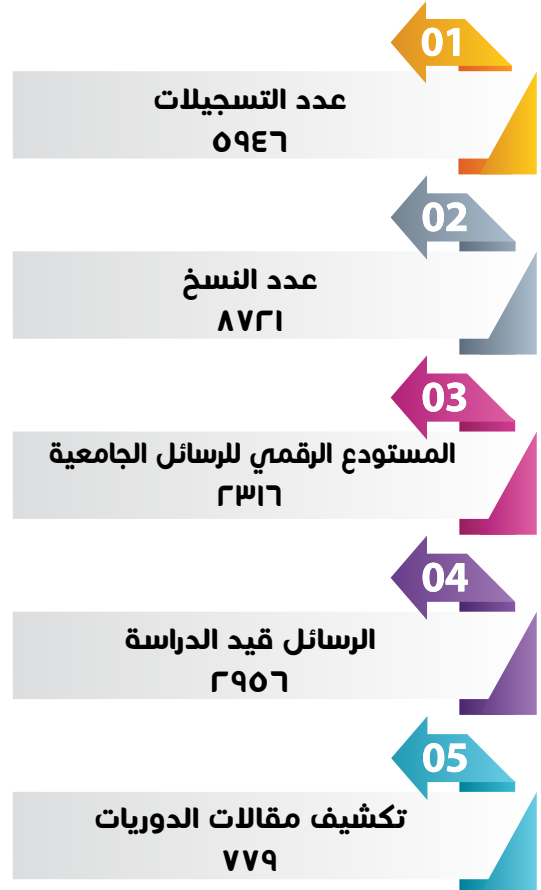 01
عدد التسجيلات
٥٩٤٦
02
عدد النسخ
٨٧٢١
03
المستودع الرقمي للرسائل الجامعية
٢٣١٦
04
الرسائل قيد الدراسة
٢٩٥٦
05
تكشيف مقالات الدوريات
٧٧٩